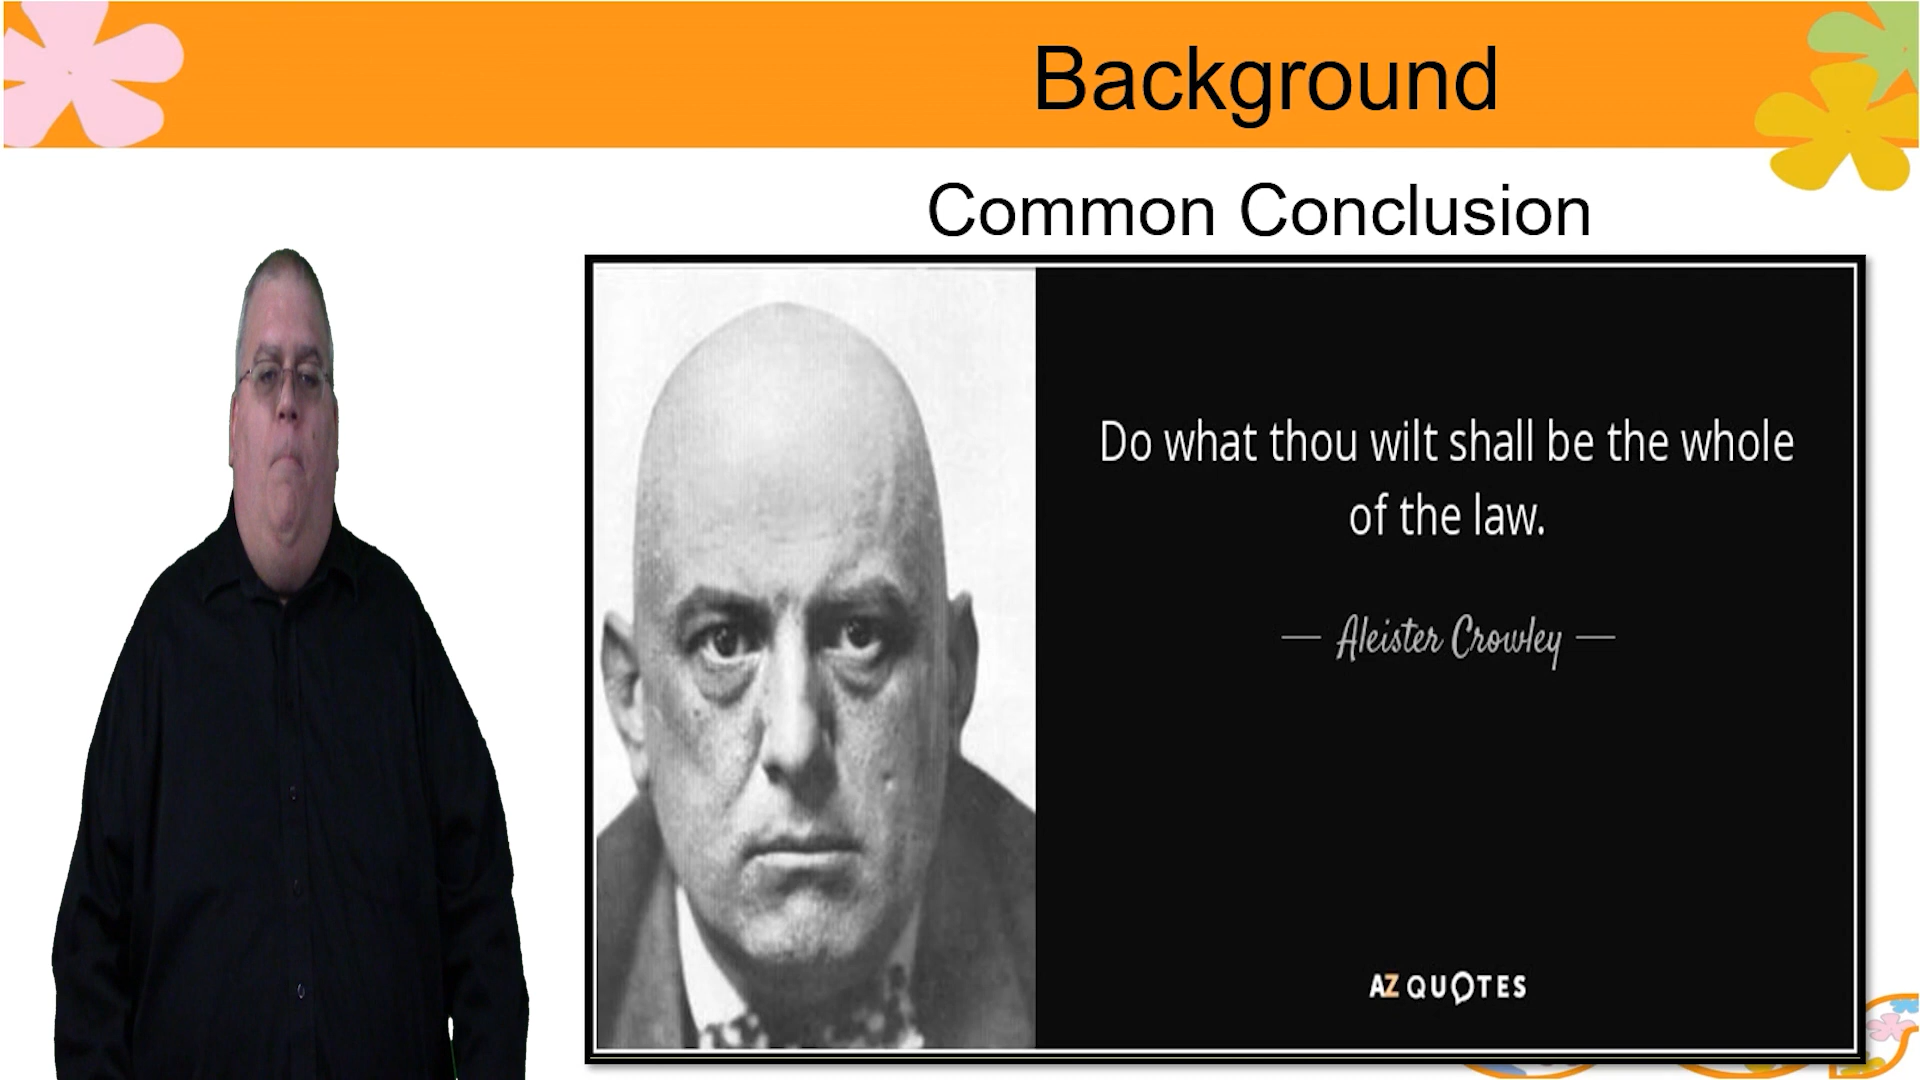 Background
Common Conclusion
Do what thou wilt shall be the whole
of the law.
— Aleister Crowley —
AZ QUOTES